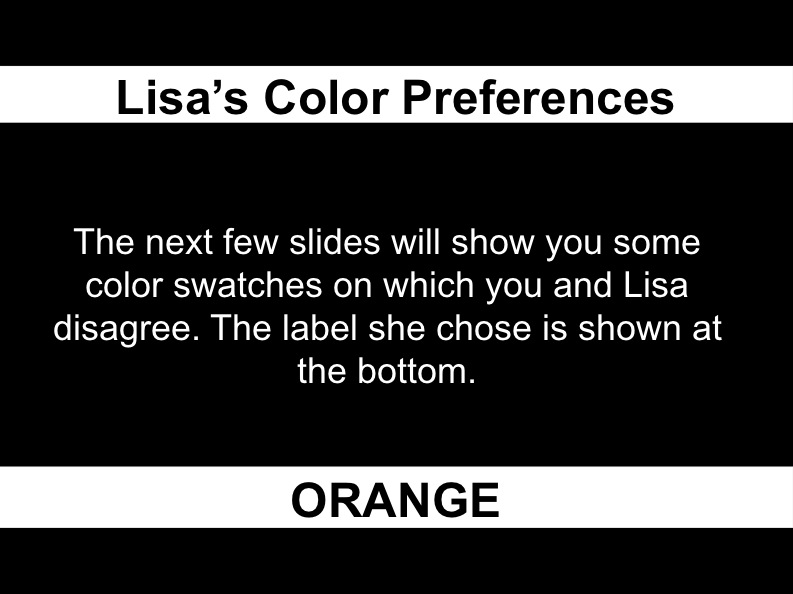 Lisa’s Color Preferences
The next few slides will show you some
color swatches on which you and Lisa
disagree. The label she chose is shown at
the bottom.
ORANGE